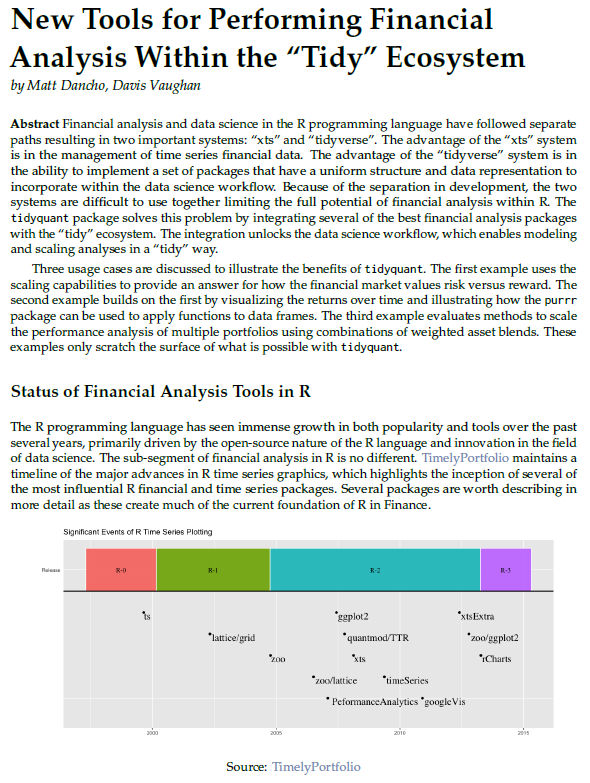 New Tools for Performing Financial
Analysis Within the “Tidy” Ecosystem
by Matt Dancho, Davis Vaughan
Abstract Financial analysis and data science in the R programming language have followed separate
paths resulting in two important systems: “xts” and “tidyverse”. The advantage of the “xts” system
is in the management of time series financial data. The advantage of the “tidyverse” system is in
the ability to implement a set of packages that have a uniform structure and data representation to
incorporate within the data science workflow. Because of the separation in development, the two
systems are difficult to use together limiting the full potential of financial analysis within R. The
tidyquant package solves this problem by integrating several of the best financial analysis packages
with the “tidy” ecosystem. The integration unlocks the data science workflow, which enables modeling
and scaling analyses in a “tidy” way.
Three usage cases are discussed to illustrate the benefits of tidyquant. The first example uses the
scaling capabilities to provide an answer for how the financial market values risk versus reward. The
second example builds on the first by visualizing the returns over time and illustrating how the purrr
package can be used to apply functions to data frames. The third example evaluates methods to scale
the performance analysis of multiple portfolios using combinations of weighted asset blends. These
examples only scratch the surface of what is possible with tidyquant.
Status of Financial Analysis Tools in R
The R programming language has seen immense growth in both popularity and tools over the past
several years, primarily driven by the open-source nature of the R language and innovation in the field
of data science. The sub-segment of financial analysis in R is no different. TimelyPortfolio maintains a
timeline of the major advances in R time series graphics, which highlights the inception of several of
the most influential R financial and time series packages. Several packages are worth describing in
more detail as these create much of the current foundation of R in Finance.
Significant Events of R Time Series Plotting
Release R-0 R-1 R-2 R-3
ts ggplot2 xtsExtra
lattice/grid quantmod/TTR zoo/ggplot2
zoo xts rCharts
zoo/lattice timeSeries
PeformanceAnalytics googleVis
2000 2005 2010 2015
Source: TimelyPortfolio